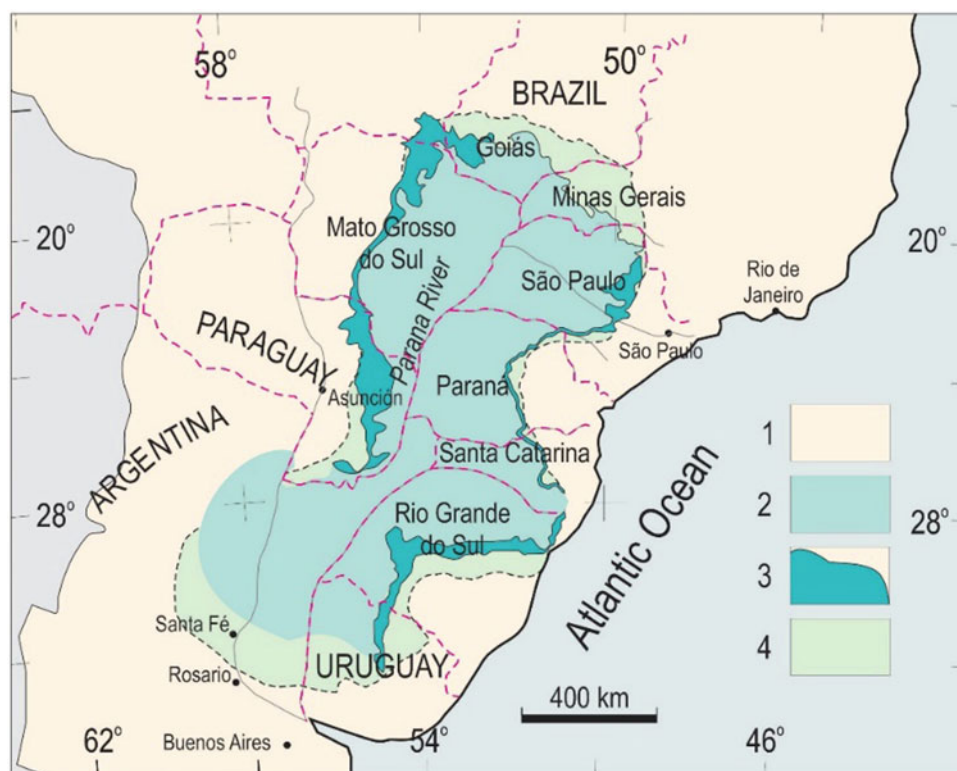 58°
50°
BRAZIL
Goiás
Minas Gerais
Mato Grosso
do Sul
20°
20°
São Paulo
Rio de
Janeiro
Parana River
PARAGUAY
São Paulo
Paraná
Asunción
ARGENTINA
1
Santa Catarina
2
28°
Rio Grande
do Sul
28°
Atlantic Ocean
3
Santa Fé
4
URUGUAY
Rosario
400 km
62°
Buenos Aires
54°
46°